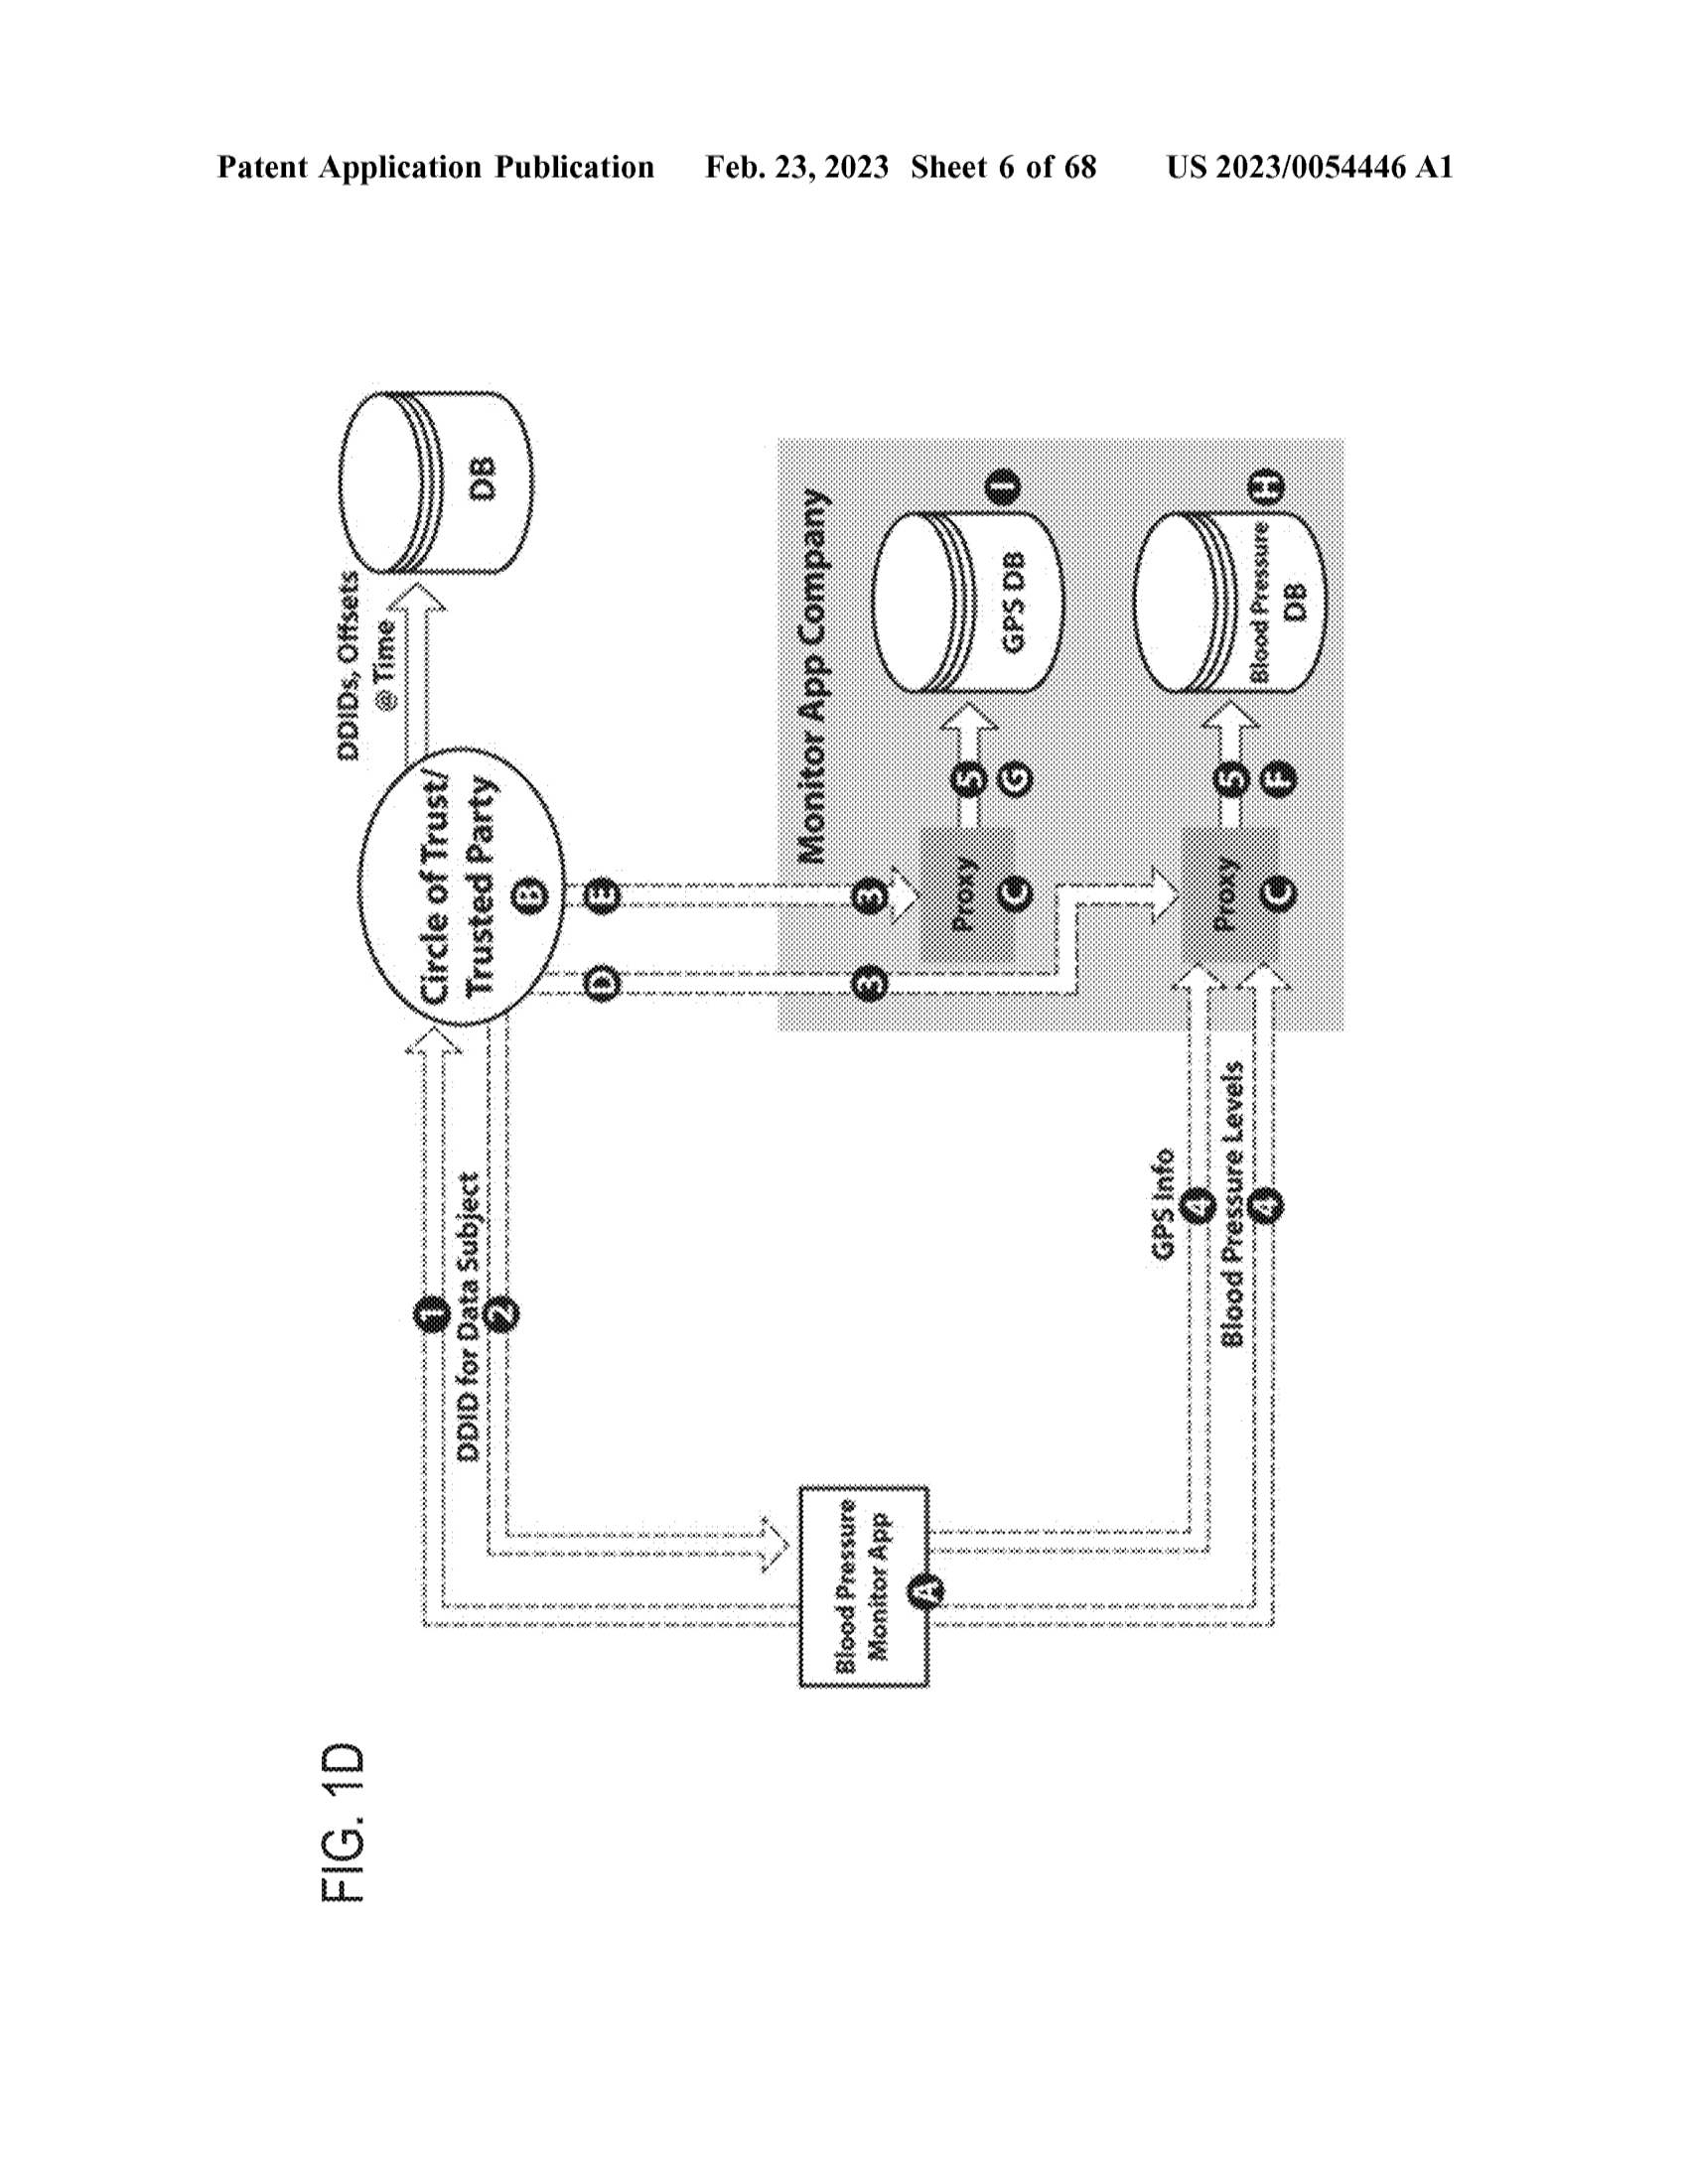 Patent Application Publication Feb. 23, 2023 Sheet 6 of 68 US 2023/0054446 A1
FIG. 1D
DDIDs, Offsets
@ Time
DB
Circle of Trust/
Trusted Party
B
1
DDID for Data Subject
2
D
E
3
3
Blood Pressure
Monitor App
A
Monitor App Company
Proxy
C
5
G
GPS DB
I
GPS Info
4
Blood Pressure Levels
4
Proxy
C
5
F
Blood Pressure
DB
H